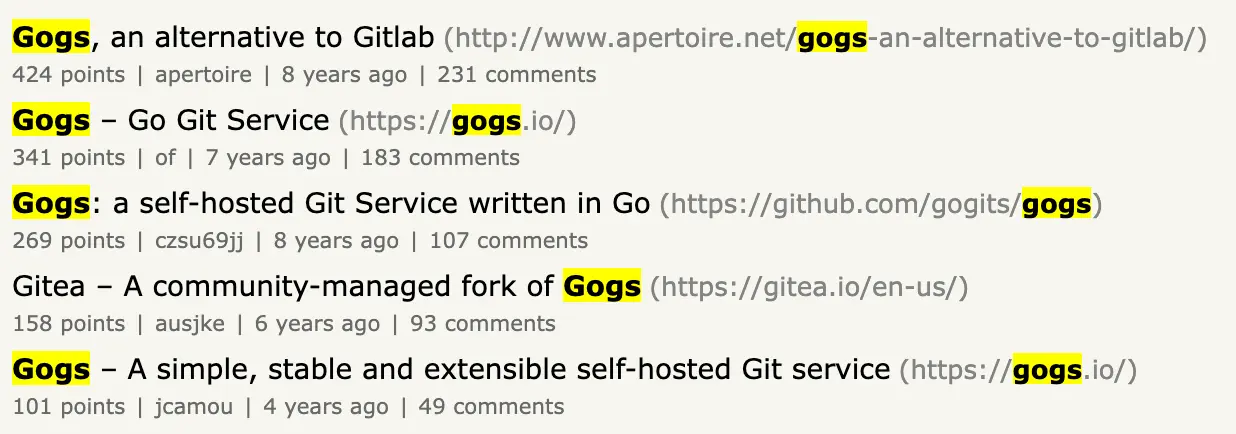 Gogs, an alternative to Gitlab (http://www.apertoire.net/gogs-an-alternative-to-gitlab/)
424 points | apertoire | 8 years ago | 231 comments
Gogs – Go Git Service (https://gogs.io/)
341 points | of | 7 years ago | 183 comments
Gogs: a self-hosted Git Service written in Go (https://github.com/gogits/gogs)
269 points | czsu69jj | 8 years ago | 107 comments
Gitea – A community-managed fork of Gogs (https://gitea.io/en-us/)
158 points | ausjke | 6 years ago | 93 comments
Gogs – A simple, stable and extensible self-hosted Git service (https://gogs.io/)
101 points | jcamou | 4 years ago | 49 comments